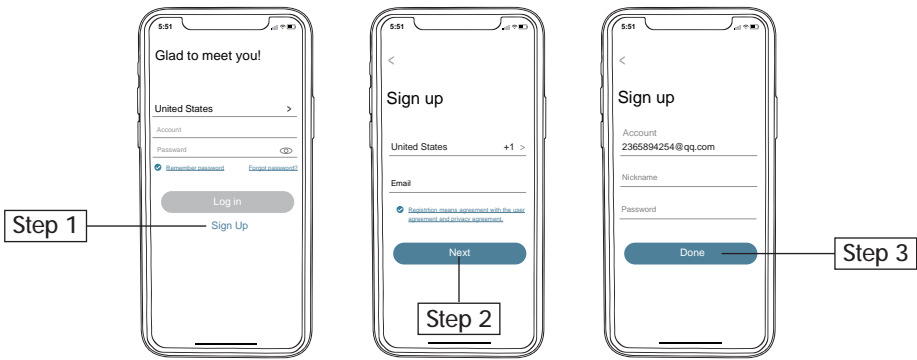 5:51
Glad to meet you!
United States >
Account
Password
Remember password Forgot password?
Log in
Sign Up
Step 1
5:51
<
Sign up
United States +1 >
Email
Registrtion means agreement with the user
agreement and privacy agreement.
Next
Step 2
5:51
<
Sign up
Account
2365894254@qq.com
Nickname
Password
Done
Step 3